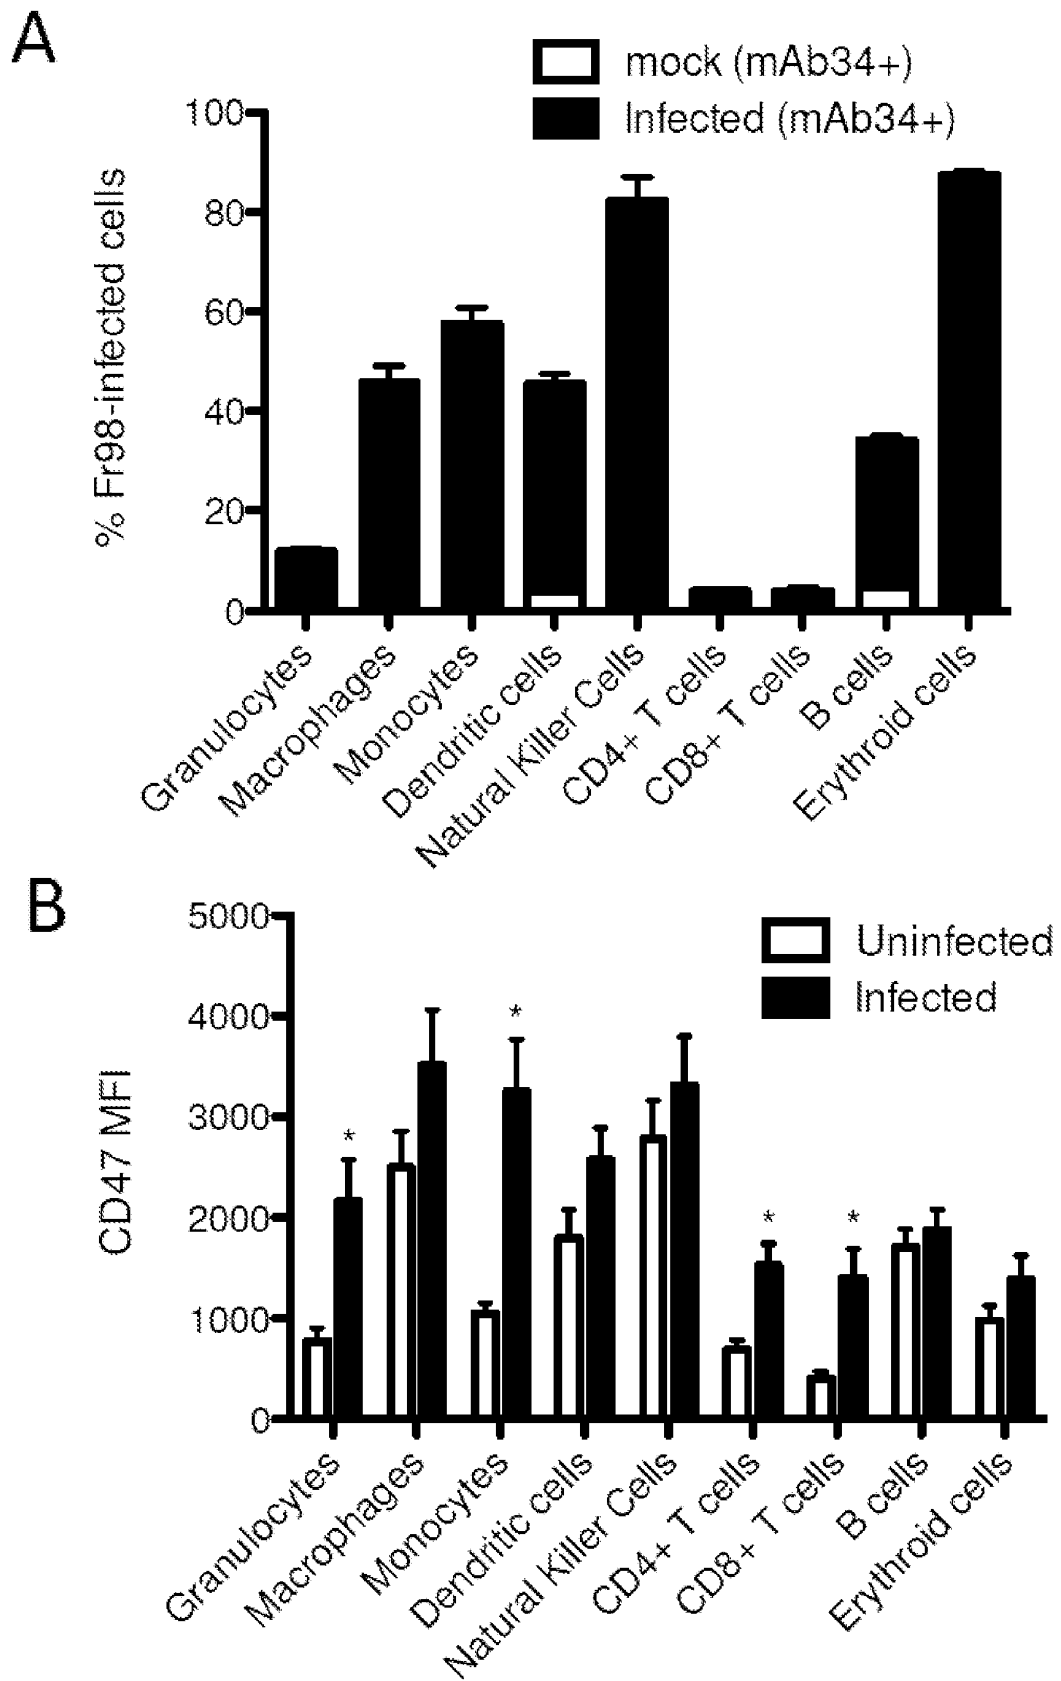 A
mock (mAb34+)
Infected (mAb34+)
% Fr98-infected cells
100
80
60
40
20
0
Granulocytes
Macrophages
Monocytes
Dendritic cells
Natural Killer Cells
CD4+ T cells
CD8+ T cells
B cells
Erythroid cells
B
Uninfected
Infected
CD47 MFI
5000
4000
3000
2000
1000
0
*
*
*
*
Granulocytes
Macrophages
Monocytes
Dendritic cells
Natural Killer Cells
CD4+ T cells
CD8+ T cells
B cells
Erythroid cells